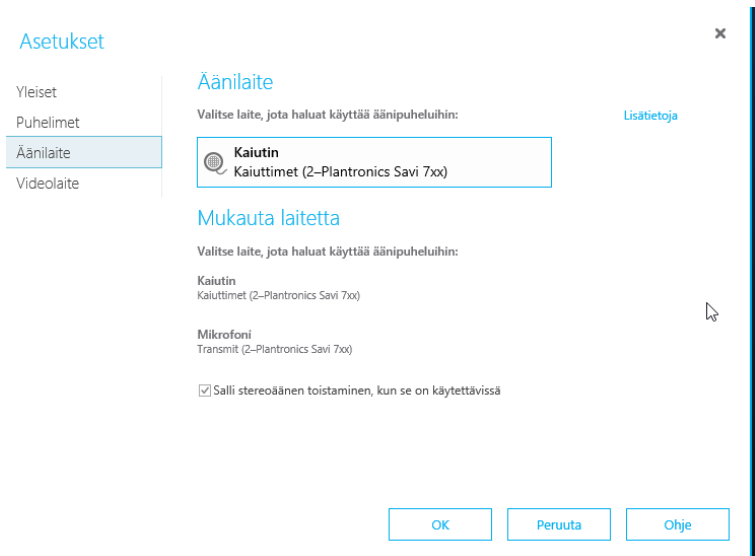 Asetukset
Yleiset
Puhelimet
Äänilaite
Videolaite
Äänilaite
Valitse laite, jota haluat käyttää äänipuheluihin:
Lisätietoja
Kaiutin
Kaiuttimet (2–Plantronics Savi 7xx)
Mukauta laitetta
Valitse laite, jota haluat käyttää äänipuheluihin:
Kaiutin
Kaiuttimet (2–Plantronics Savi 7xx)
Mikrofoni
Transmit (2–Plantronics Savi 7xx)
Salli stereoäänen toistaminen, kun se on käytettävissä
OK
Peruuta
Ohje